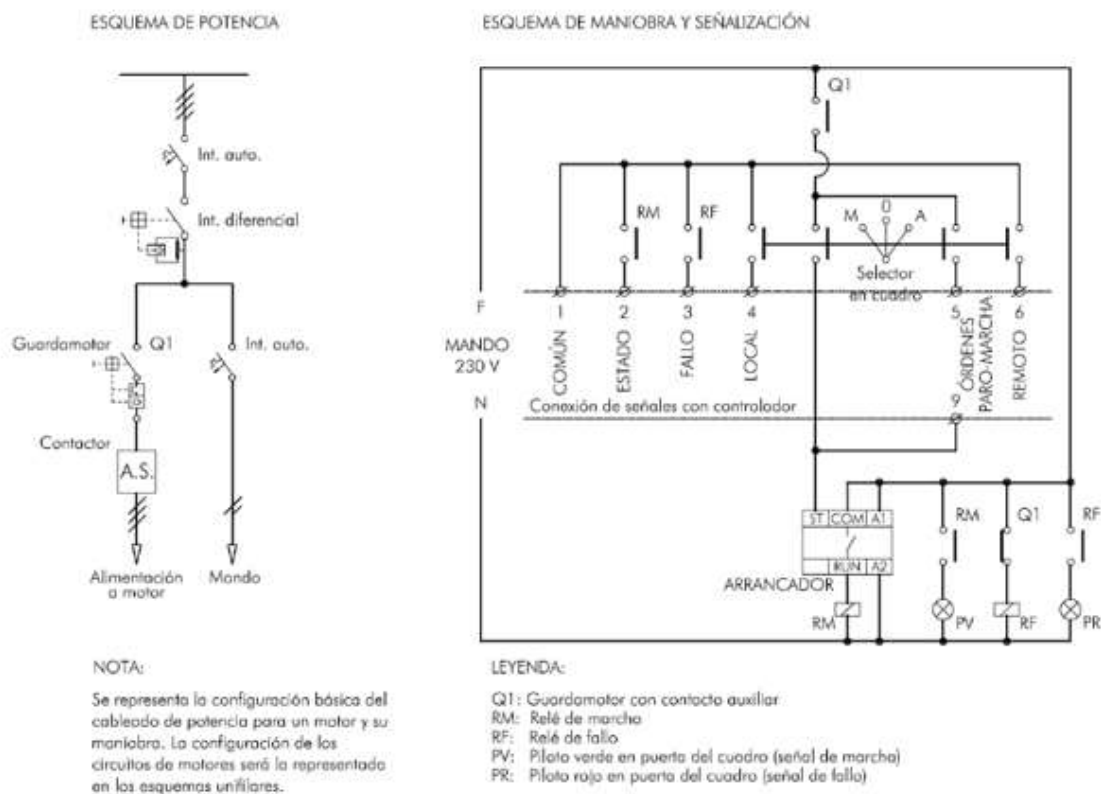 ESQUEMA DE POTENCIA
Int. auto.
Int. diferencial
Guardamotor
Q1
Int. auto.
Contactor
A.S.
Alimentación
a motor
Mando
NOTA:
Se representa la configuración básica del
cableado de potencia para un motor y su
maniobra. La configuración de los
circuitos de motores será la representada
en los esquemas unifilares.
ESQUEMA DE MANIOBRA Y SEÑALIZACIÓN
Q1
RM
RF
M
0
A
Selector
en cuadro
F
MANDO
230 V
N
1
2
3
4
5
6
COMÚN
ESTADO
FALLO
LOCAL
ÓRDENES
PARO-MARCHA
REMOTO
9
Conexión de señales con controlador
ST COM A1
RUN A2
ARRANCADOR
RM
Q1
RF
RM
PV
RF
PR
LEYENDA:
Q1: Guardamotor con contacto auxiliar
RM: Relé de marcha
RF: Relé de fallo
PV: Piloto verde en puerta del cuadro (señal de marcha)
PR: Piloto rojo en puerta del cuadro (señal de fallo)